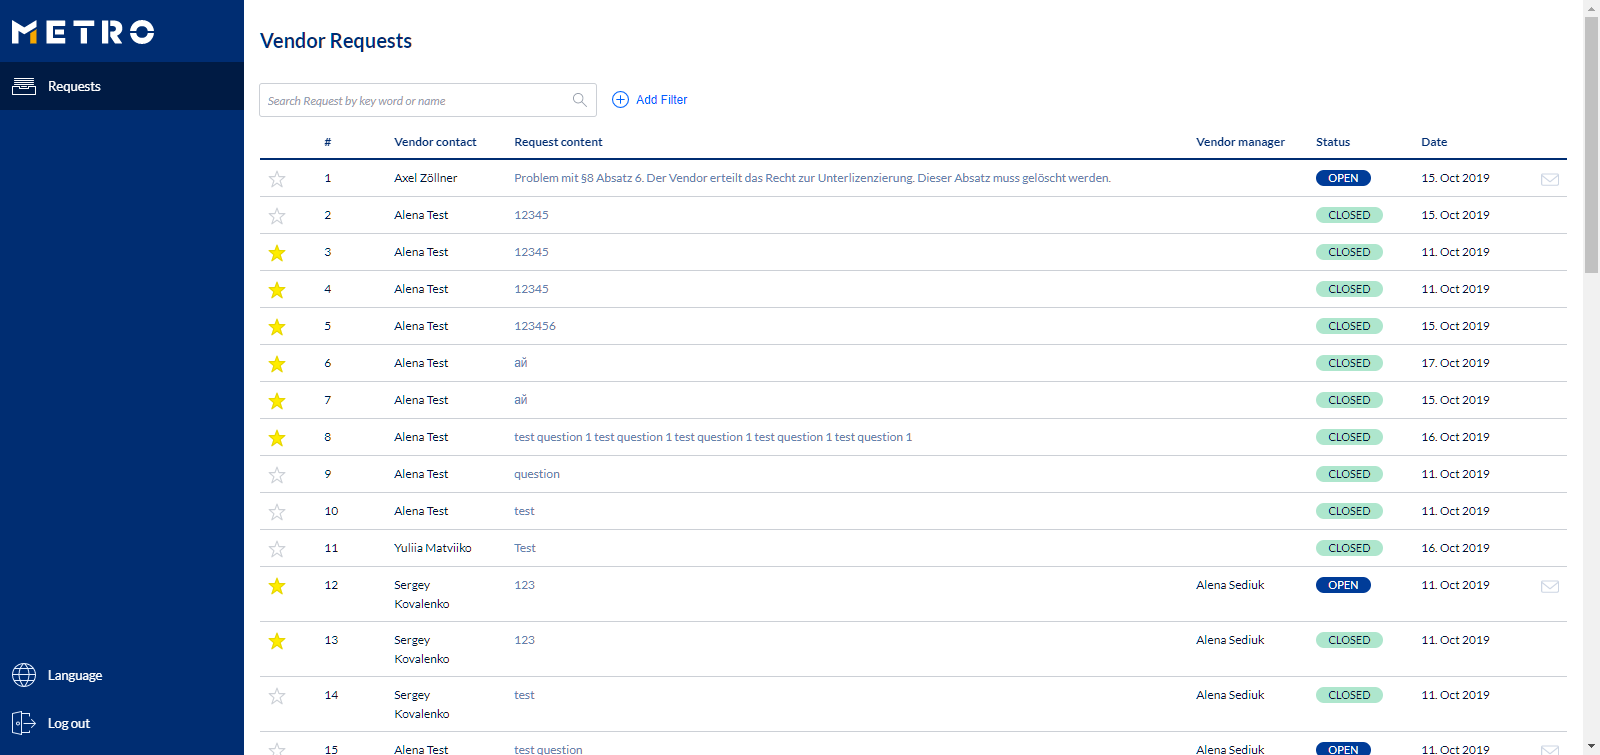 METRO
Requests
Language
Log out
Vendor Requests
Search Request by key word or name
Add Filter
# Vendor contact Request content Vendor manager Status Date
1 Axel Zöllner Problem mit §8 Absatz 6. Der Vendor erteilt das Recht zur Unterlizenzierung. Dieser Absatz muss gelöscht werden. OPEN 15. Oct 2019
2 Alena Test 12345 CLOSED 15. Oct 2019
3 Alena Test 12345 CLOSED 11. Oct 2019
4 Alena Test 12345 CLOSED 11. Oct 2019
5 Alena Test 123456 CLOSED 15. Oct 2019
6 Alena Test ай CLOSED 17. Oct 2019
7 Alena Test ай CLOSED 15. Oct 2019
8 Alena Test test question 1 test question 1 test question 1 test question 1 test question 1 CLOSED 16. Oct 2019
9 Alena Test question CLOSED 11. Oct 2019
10 Alena Test test CLOSED 11. Oct 2019
11 Yuliia Matviiko Test CLOSED 16. Oct 2019
12 Sergey 123 Alena Sediuk OPEN 11. Oct 2019
Kovalenko
13 Sergey 123 Alena Sediuk CLOSED 11. Oct 2019
Kovalenko
14 Sergey test Alena Sediuk CLOSED 11. Oct 2019
Kovalenko
15 Alena Test test question Alena Sediuk OPEN 11. Oct 2019